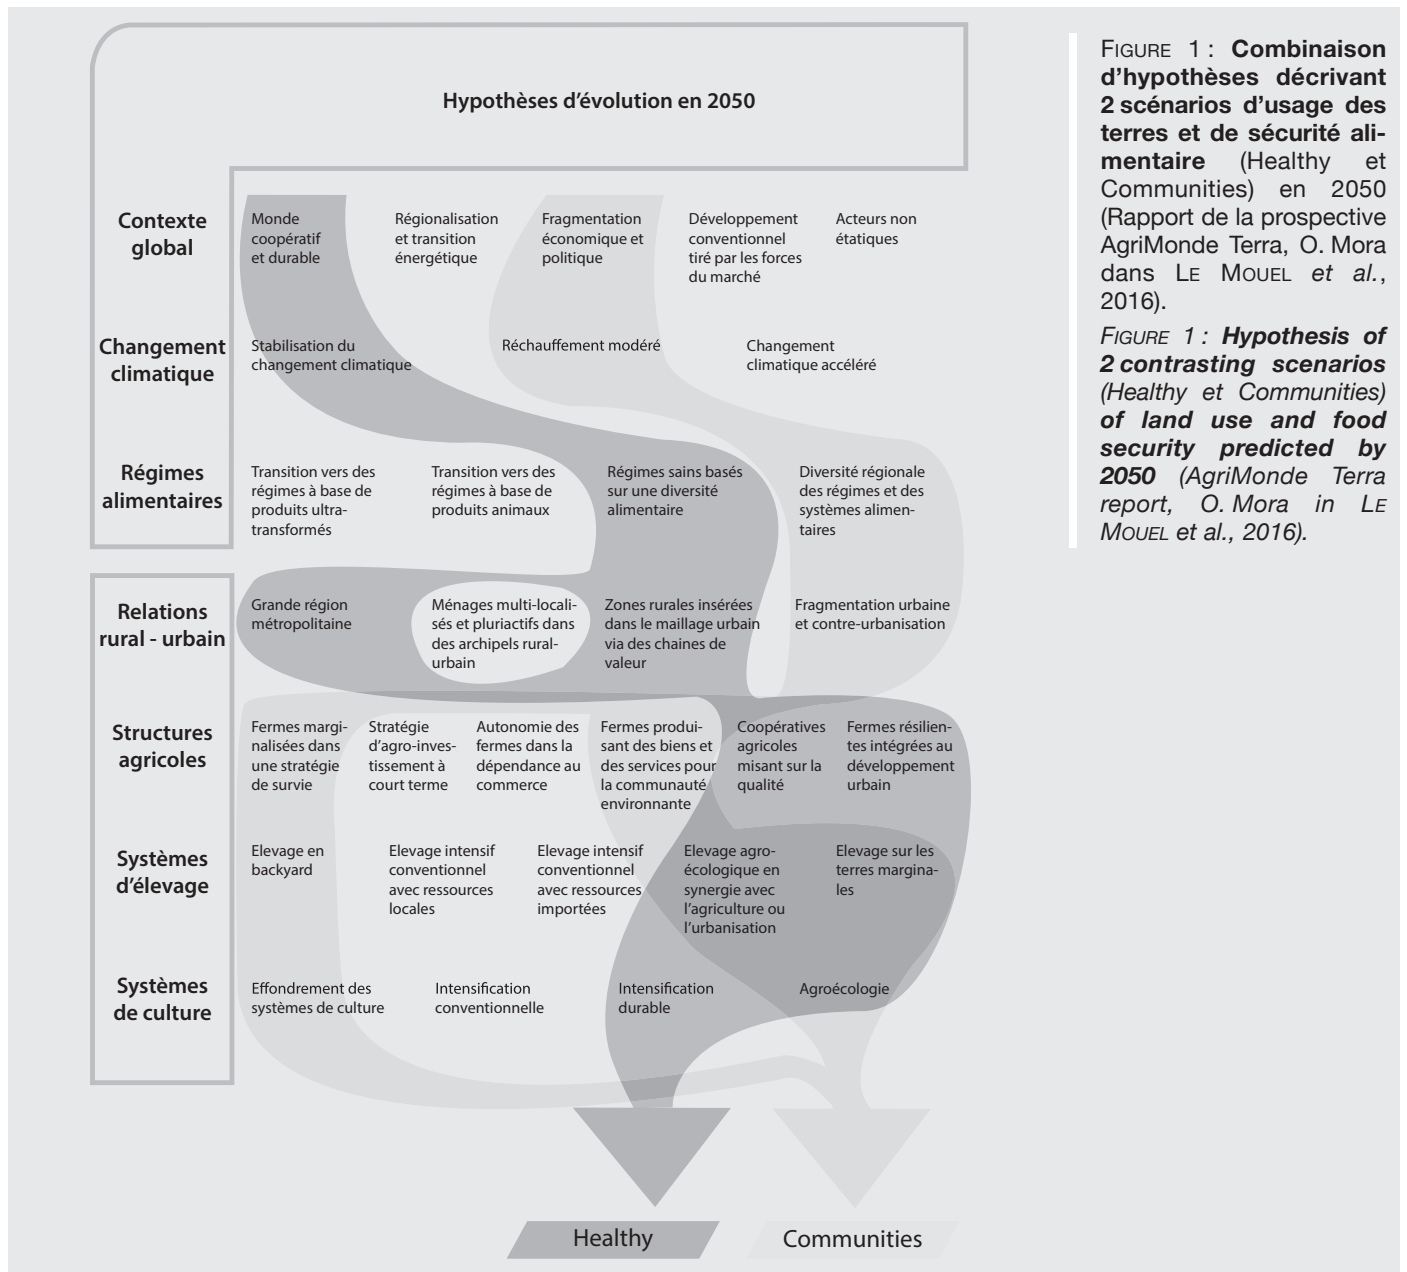 Hypothèses d'évolution en 2050
Contexte
global
Monde
coopératif
et durable
Régionalisation
et transition
énergétique
Fragmentation
économique et
politique
Développement
conventionnel
tiré par les forces
du marché
Acteurs non
étatiques
Changement
climatique
Stabilisation du
changement climatique
Réchauffement modéré
Changement
climatique accéléré
Régimes
alimentaires
Transition vers des
régimes à base de
produits ultra-
transformés
Transition vers des
régimes à base de
produits animaux
Régimes sains basés
sur une diversité
alimentaire
Diversité régionale
des régimes et des
systèmes alimen-
taires
Relations
rural - urbain
Grande région
métropolitaine
Ménages multi-locali-
sés et pluriactifs dans
des archipels rural-
urbain
Zones rurales insérées
dans le maillage urbain
via des chaines de
valeur
Fragmentation urbaine
et contre-urbanisation
Structures
agricoles
Fermes margi-
nalisées dans
une stratégie
de survie
Stratégie
d'agro-inves-
tissement à
court terme
Autonomie des
fermes dans la
dépendance au
commerce
Fermes produi-
sant des biens et
des services pour
la communauté
environnante
Coopératives
agricoles
misant sur la
qualité
Fermes résilien-
tes intégrées au
développement
urbain
Systèmes
d'élevage
Elevage en
backyard
Elevage intensif
conventionnel
avec ressources
locales
Elevage intensif
conventionnel
avec ressources
importées
Elevage agro-
écologique en
synergie avec
l'agriculture ou
l'urbanisation
Elevage sur les
terres margina-
les
Systèmes
de culture
Effondrement des
systèmes de culture
Intensification
conventionnelle
Intensification
durable
Agroécologie
Healthy
Communities
FIGURE 1 : Combinaison
d'hypothèses décrivant
2 scénarios d'usage des
terres et de sécurité ali-
mentaire (Healthy et
Communities) en 2050
(Rapport de la prospective
AgriMonde Terra, O. Mora
dans LE MOUEL et al.,
2016).
FIGURE 1 : Hypothesis of
2 contrasting scenarios
(Healthy et Communities)
of land use and food
security predicted by
2050 (AgriMonde Terra
report, O. Mora in LE
MOUEL et al., 2016).